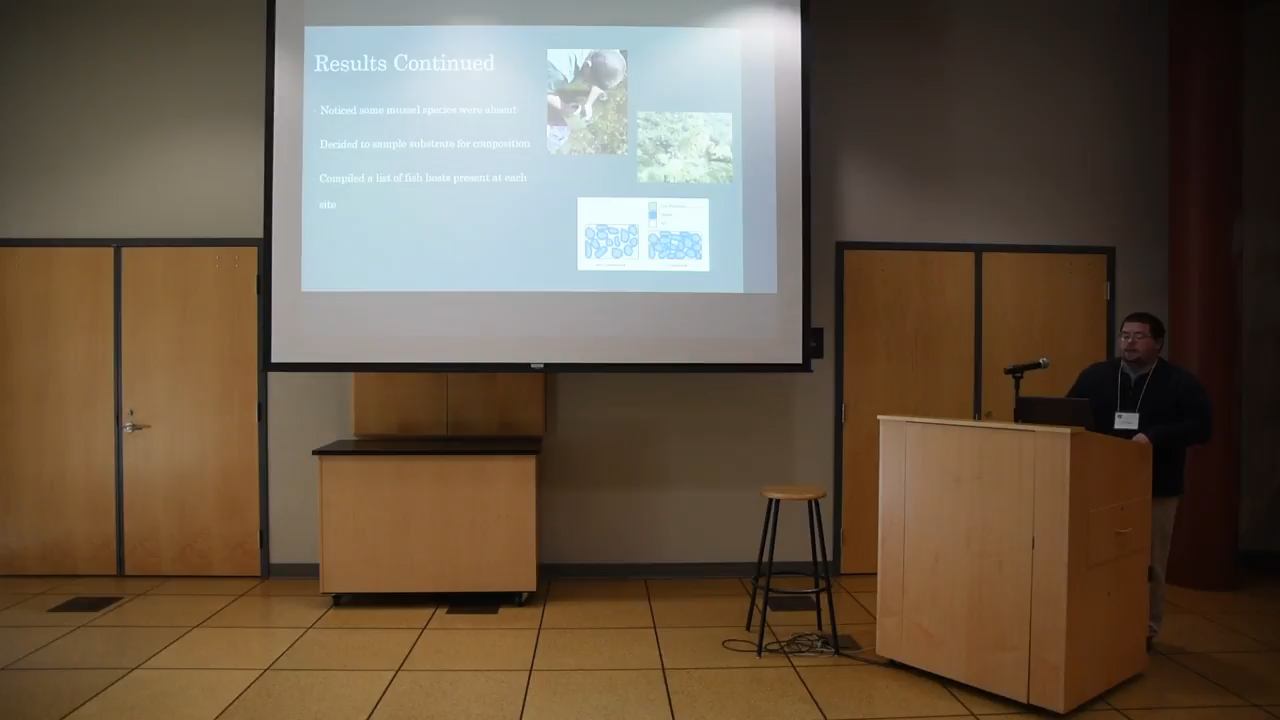 Results Continued
· Noticed some mussel species were absent
Decided to sample substrate for composition
· Compiled a list of fish hosts present at each
site